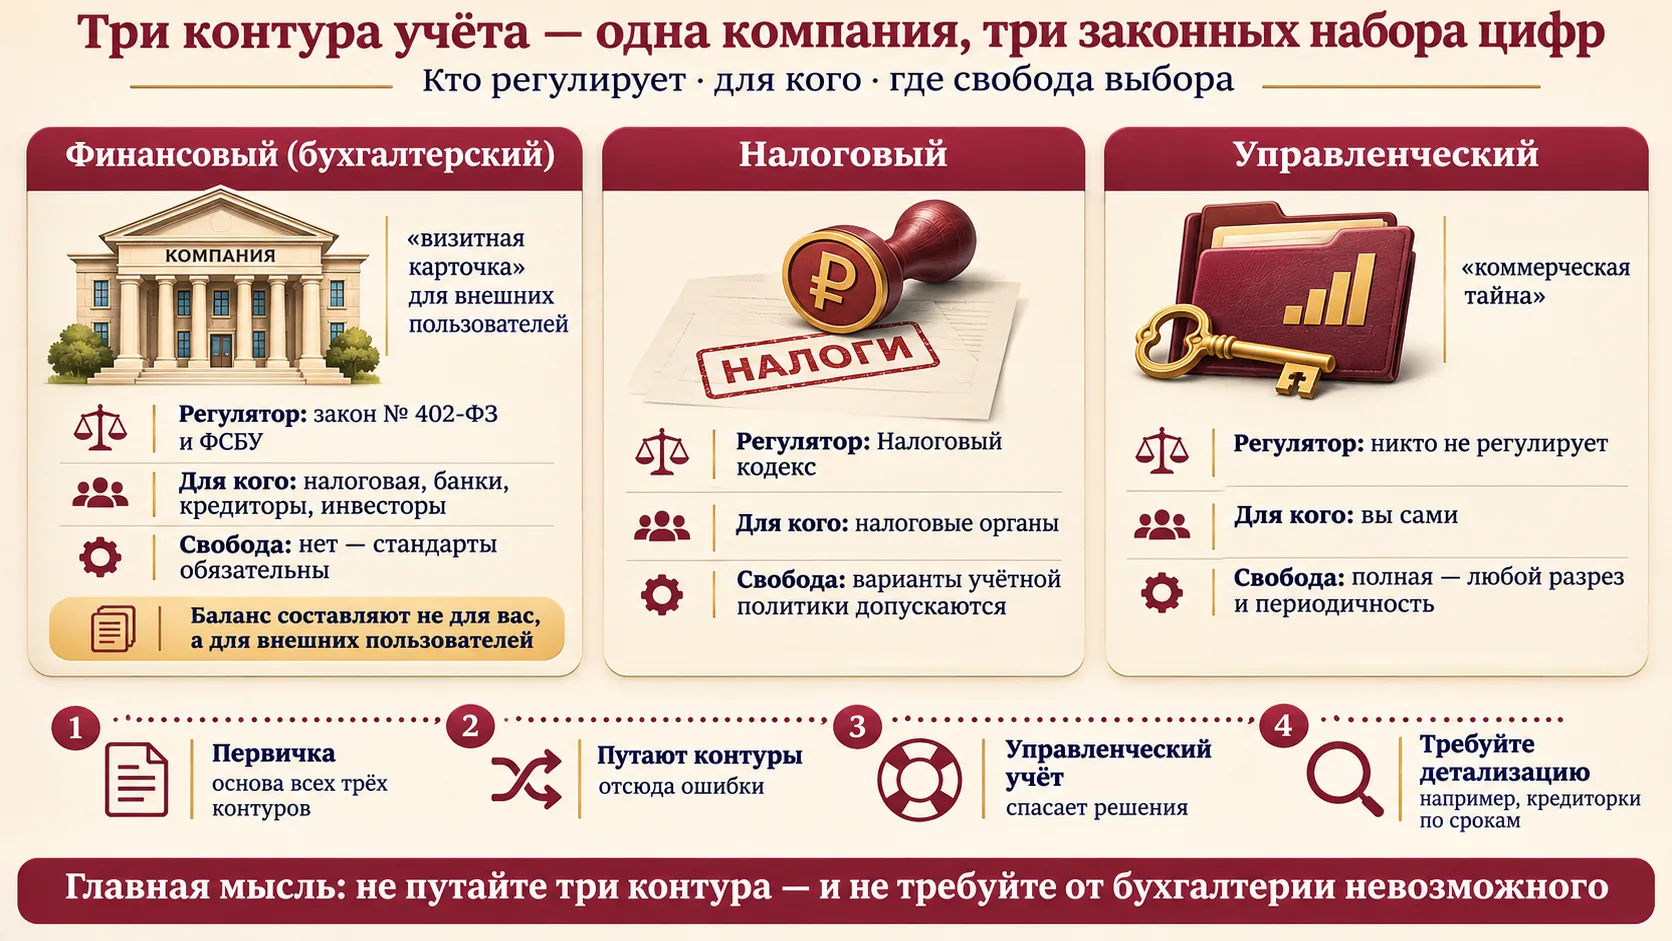 Три контура учёта — одна компания, три законных набора цифр
Кто регулирует · для кого · где свобода выбора
Финансовый (бухгалтерский)
КОМПАНИЯ
«визитная
карточка»
для внешних
пользователей
Регулятор: закон № 402-ФЗ
и ФСБУ
Для кого: налоговая, банки,
кредиторы, инвесторы
Свобода: нет — стандарты
обязательны
Баланс составляют не для вас,
а для внешних пользователей
Налоговый
₽
НАЛОГИ
Регулятор: Налоговый
кодекс
Для кого: налоговые органы
Свобода: варианты учётной
политики допускаются
Управленческий
«коммерческая
тайна»
Регулятор: никто не регулирует
Для кого: вы сами
Свобода: полная — любой разрез
и периодичность
1
Первичка
основа всех трёх
контуров
2
Путают контуры
отсюда ошибки
3
Управленческий
учёт
спасает решения
4
Требуйте
детализацию
например, кредиторки
по срокам
Главная мысль: не путайте три контура — и не требуйте от бухгалтерии невозможного